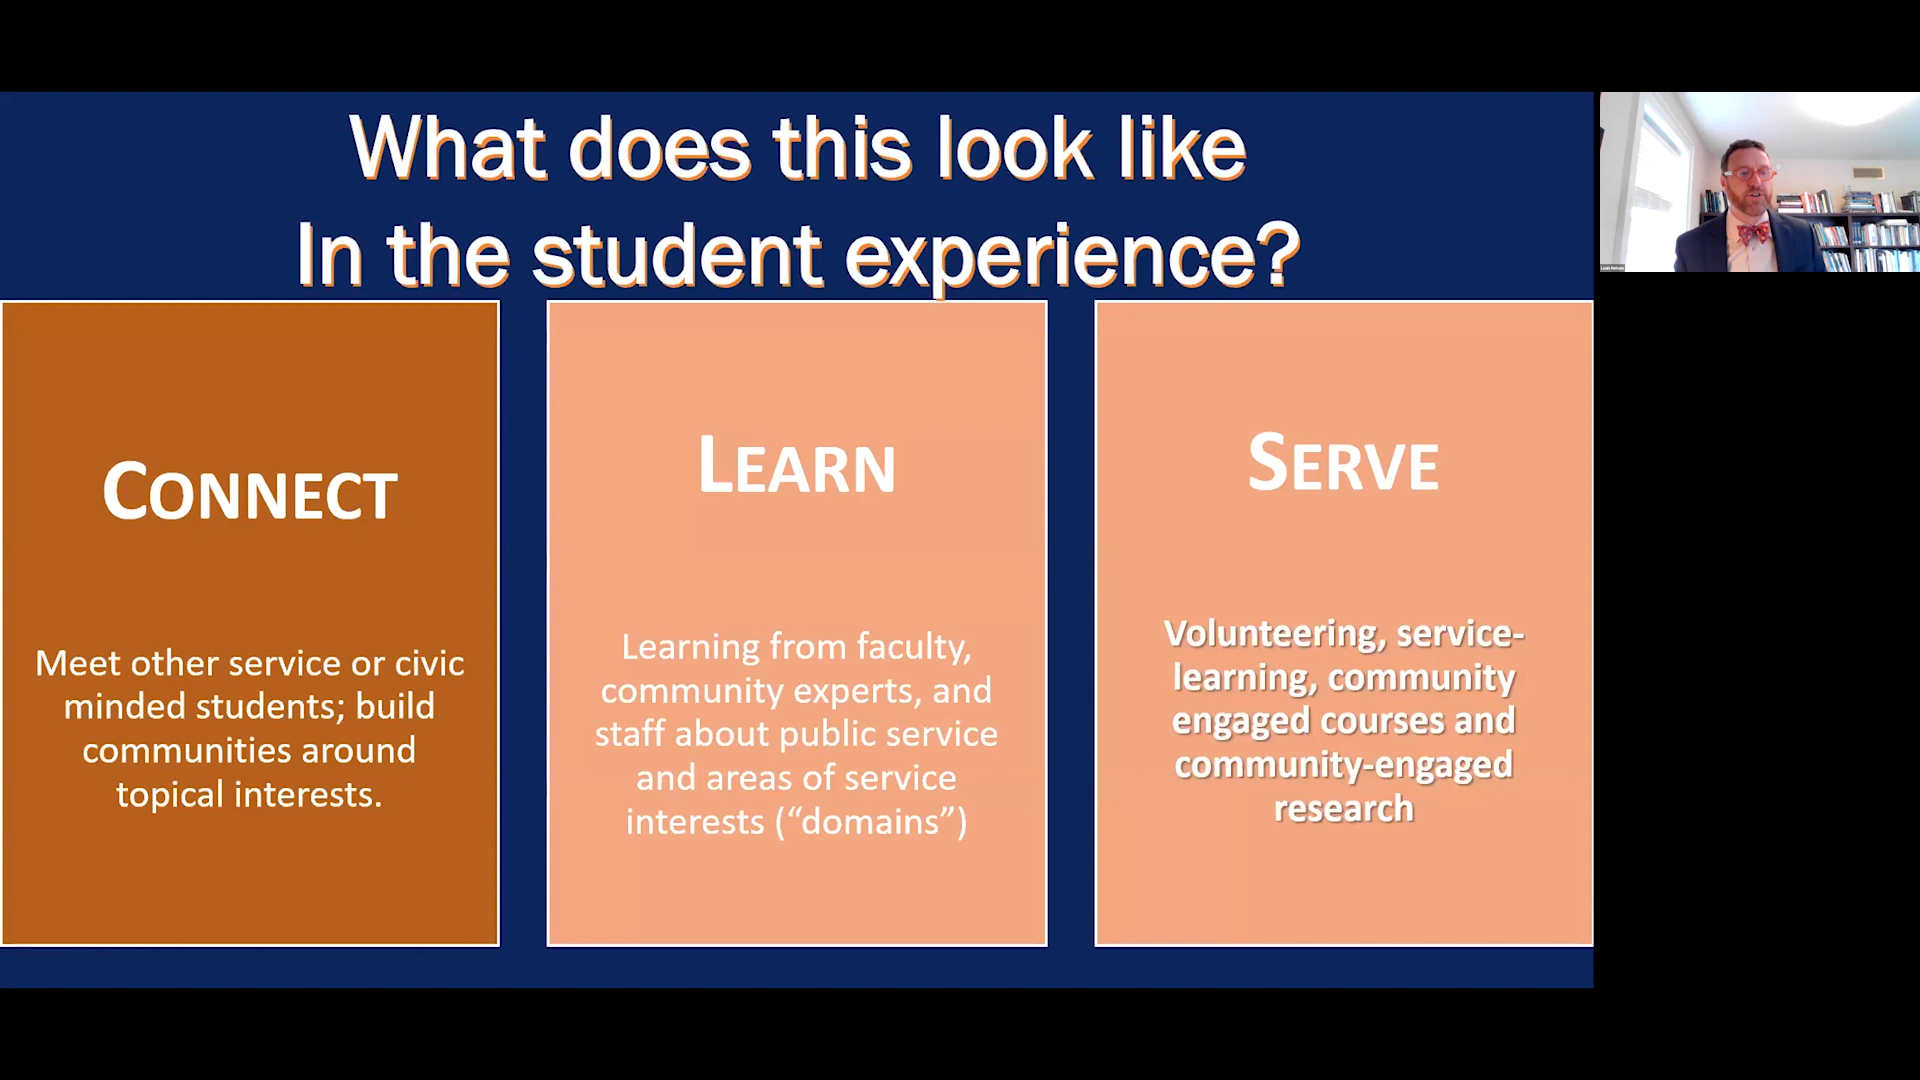 What does this look like
In the student experience?
CONNECT
Meet other service or civic
minded students; build
communities around
topical interests.
LEARN
Learning from faculty,
community experts, and
staff about public service
and areas of service
interests (“domains”)
SERVE
Volunteering, service-
learning, community
engaged courses and
community-engaged
research
Louis Nelson